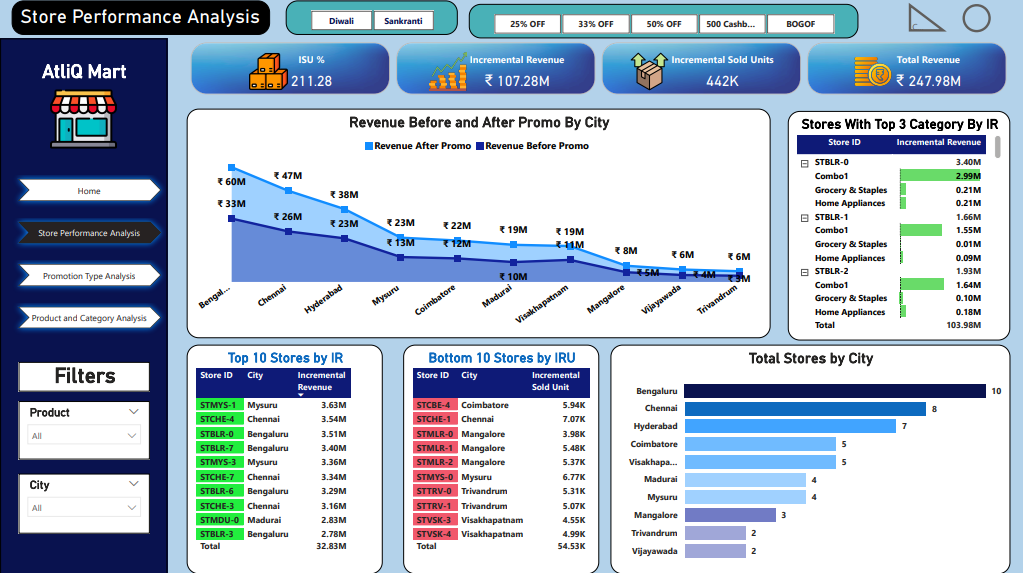 Store Performance Analysis
Diwali
Sankranti
25% OFF
33% OFF
50% OFF
500 Cashb...
BOGOF
C
AtliQ Mart
Home
Store Performance Analysis
Promotion Type Analysis
Product and Category Analysis
Filters
Product
All
City
All
ISU %
211.28
Incremental Revenue
₹ 107.28M
Incremental Sold Units
442K
Total Revenue
₹ 247.98M
Revenue Before and After Promo By City
Revenue After Promo
Revenue Before Promo
₹ 60M
₹ 47M
₹ 38M
₹ 23M
₹ 22M
₹ 19M
₹ 19M
₹ 8M
₹ 6M
₹ 6M
₹ 33M
₹ 26M
₹ 23M
₹ 13M
₹ 12M
₹ 10M
₹ 11M
₹ 5M
₹ 4M
₹ 3M
Bengal...
Chennai
Hyderabad
Mysuru
Coimbatore
Madurai
Visakhapatnam
Mangalore
Vijayawada
Trivandrum
Stores With Top 3 Category By IR
Store ID Incremental Revenue
STBLR-0 3.40M
Combo1 2.99M
Grocery & Staples 0.21M
Home Appliances 0.21M
STBLR-1 1.66M
Combo1 1.55M
Grocery & Staples 0.01M
Home Appliances 0.09M
STBLR-2 1.93M
Combo1 1.64M
Grocery & Staples 0.10M
Home Appliances 0.18M
Total 103.98M
Top 10 Stores by IR
Store ID City Incremental
Revenue
STMYS-1 Mysuru 3.63M
STCHE-4 Chennai 3.54M
STBLR-0 Bengaluru 3.51M
STBLR-7 Bengaluru 3.40M
STMYS-3 Mysuru 3.36M
STCHE-7 Chennai 3.34M
STBLR-6 Bengaluru 3.29M
STCHE-3 Chennai 3.16M
STMDU-0 Madurai 2.83M
STBLR-3 Bengaluru 2.78M
Total 32.83M
Bottom 10 Stores by IRU
Store ID City Incremental
Sold Unit
STCBE-4 Coimbatore 5.94K
STCHE-1 Chennai 7.07K
STMLR-0 Mangalore 3.98K
STMLR-1 Mangalore 5.48K
STMLR-2 Mangalore 5.37K
STMYS-0 Mysuru 6.77K
STTRV-0 Trivandrum 5.31K
STTRV-1 Trivandrum 5.07K
STVSK-3 Visakhapatnam 4.55K
STVSK-4 Visakhapatnam 4.99K
Total 54.53K
Total Stores by City
Bengaluru 10
Chennai 8
Hyderabad 7
Coimbatore 5
Visakhapa... 5
Madurai 4
Mysuru 4
Mangalore 3
Trivandrum 2
Vijayawada 2